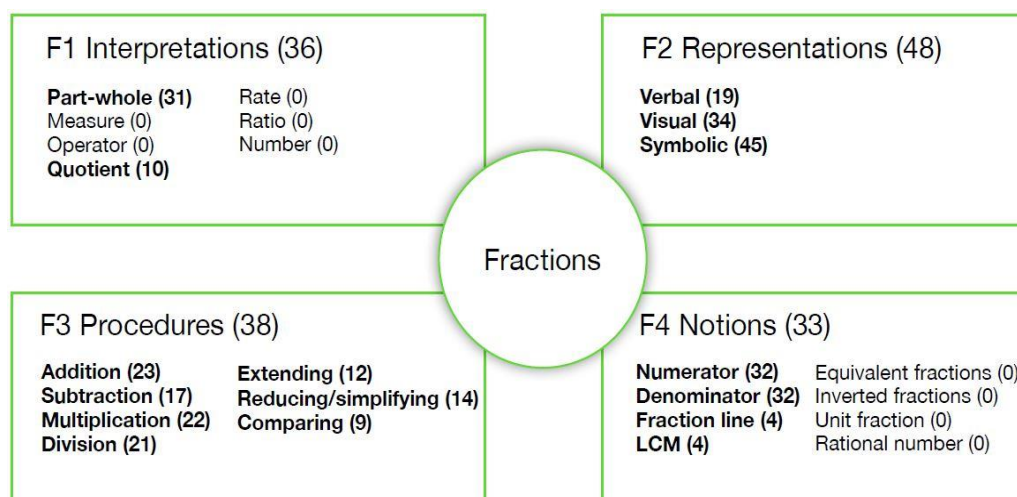 F1 Interpretations (36)
Part-whole (31)
Measure (0)
Operator (0)
Quotient (10)
Rate (0)
Ratio (0)
Number (0)
F2 Representations (48)
Verbal (19)
Visual (34)
Symbolic (45)
Fractions
F3 Procedures (38)
Addition (23)
Subtraction (17)
Multiplication (22)
Division (21)
Extending (12)
Reducing/simplifying (14)
Comparing (9)
F4 Notions (33)
Numerator (32)
Denominator (32)
Fraction line (4)
LCM (4)
Equivalent fractions (0)
Inverted fractions (0)
Unit fraction (0)
Rational number (0)